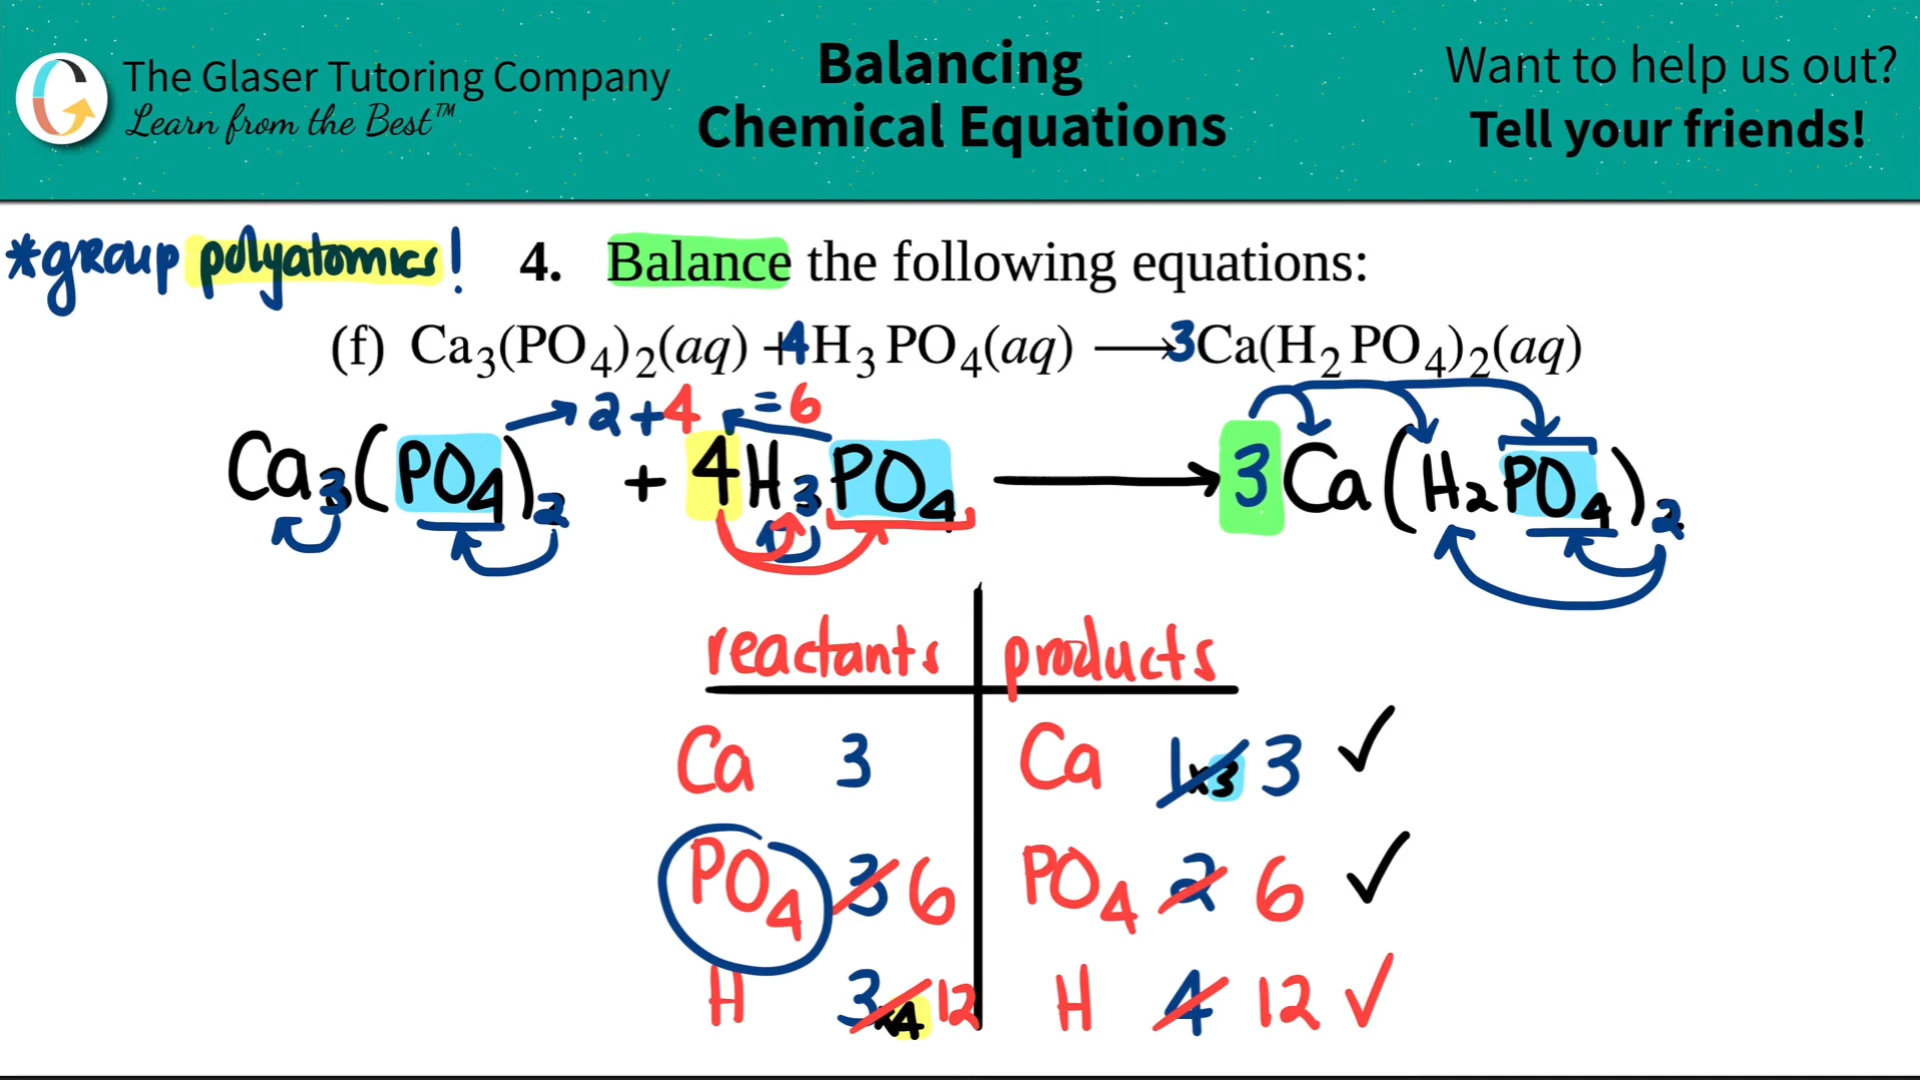 The Glaser Tutoring Company
Learn from the Best™
Balancing
Chemical Equations
Want to help us out?
Tell your friends!
*group polyatomics!
4. Balance the following equations:
(f) Ca₃(PO₄)₂(aq) + 4H₃PO₄(aq) ⟶ 3Ca(H₂PO₄)₂(aq)
→ 2+4 = 6
Ca₃(PO₄)₂ + 4H₃PO₄ ⟶ 3Ca(H₂PO₄)₂
reactants products
Ca 3 Ca 1x3 3 ✓
PO₄ 3 6 PO₄ 2 6 ✓
H 3x4 12 H 4 12 ✓